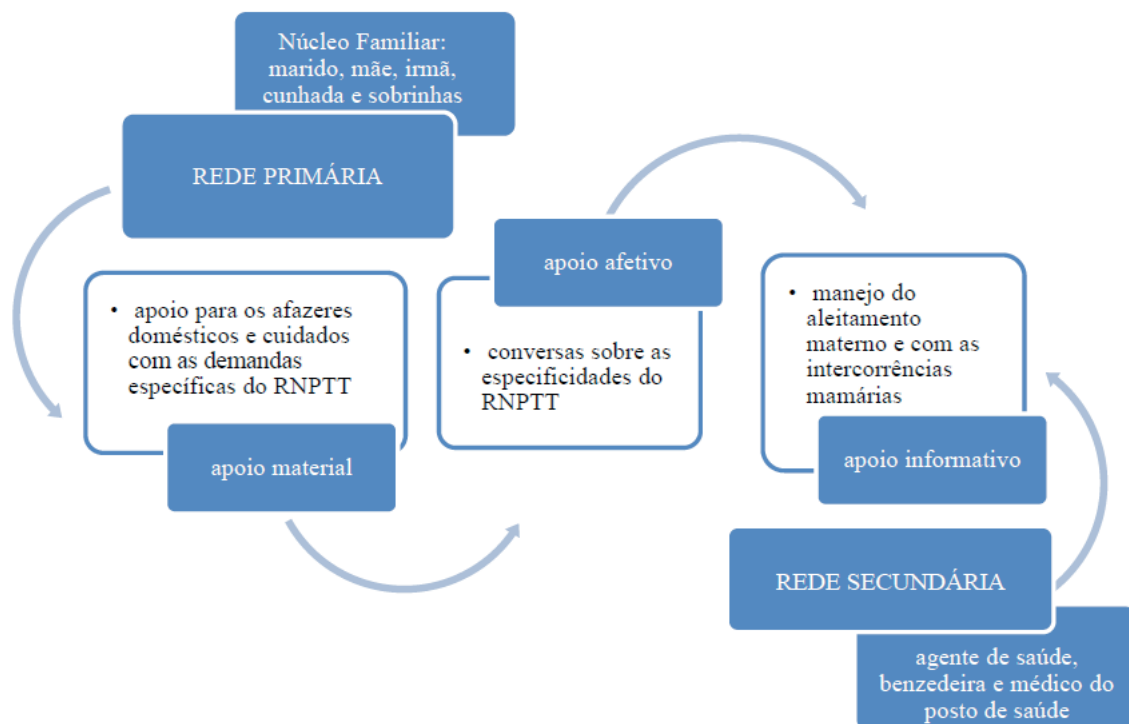 Núcleo Familiar:
marido, mãe, irmã,
cunhada e sobrinhas
REDE PRIMÁRIA
• apoio para os afazeres
domésticos e cuidados
com as demandas
específicas do RNPTT
apoio material
apoio afetivo
• conversas sobre as
especificidades do
RNPTT
• manejo do
aleitamento
materno e com as
intercorrências
mamárias
apoio informativo
REDE SECUNDÁRIA
agente de saúde,
benzedeira e médico do
posto de saúde